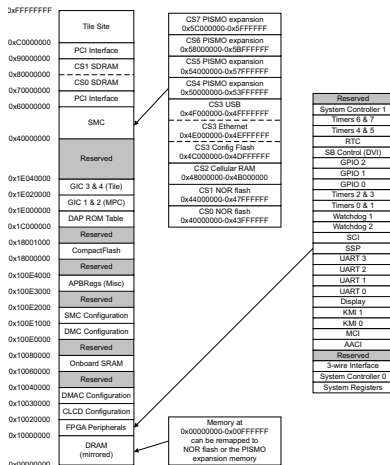 0xFFFFFFFF
Tile Site
0xC0000000
PCI Interface
0x90000000
CS1 SDRAM
0x80000000
CS0 SDRAM
0x70000000
PCI Interface
0x60000000
SMC
0x40000000
Reserved
0x1E040000
GIC 3 & 4 (Tile)
0x1E020000
GIC 1 & 2 (MPC)
0x1E000000
DAP ROM Table
0x1C000000
Reserved
0x18001000
CompactFlash
0x18000000
Reserved
0x100E4000
APBRegs (Misc)
0x100E3000
Reserved
0x100E2000
SMC Configuration
0x100E1000
DMC Configuration
0x100E0000
Reserved
0x10080000
Onboard SRAM
0x10060000
Reserved
0x10040000
DMAC Configuration
0x10030000
CLCD Configuration
0x10020000
FPGA Peripherals
0x10000000
DRAM
(mirrored)
0x00000000
CS7 PISMO expansion
0x5C000000-0x5FFFFFFF
CS6 PISMO expansion
0x58000000-0x5BFFFFFF
CS5 PISMO expansion
0x54000000-0x57FFFFFF
CS4 PISMO expansion
0x50000000-0x53FFFFFF
CS3 USB
0x4F000000-0x4FFFFFFF
CS3 Ethernet
0x4E000000-0x4EFFFFFF
CS3 Config Flash
0x4C000000-0x4DFFFFFF
CS2 Cellular RAM
0x48000000-0x4B000000
CS1 NOR flash
0x44000000-0x47FFFFFF
CS0 NOR flash
0x40000000-0x43FFFFFF
Memory at
0x00000000-0x00FFFFFF
can be remapped to
NOR flash or the PISMO
expansion memory
Reserved
System Controller 1
Timers 6 & 7
Timers 4 & 5
RTC
SB Control (DVI)
GPIO 2
GPIO 1
GPIO 0
Timers 2 & 3
Timers 0 & 1
Watchdog 1
Watchdog 2
SCI
SSP
UART 3
UART 2
UART 1
UART 0
Display
KMI 1
KMI 0
MCI
AACI
Reserved
3-wire Interface
System Controller 0
System Registers